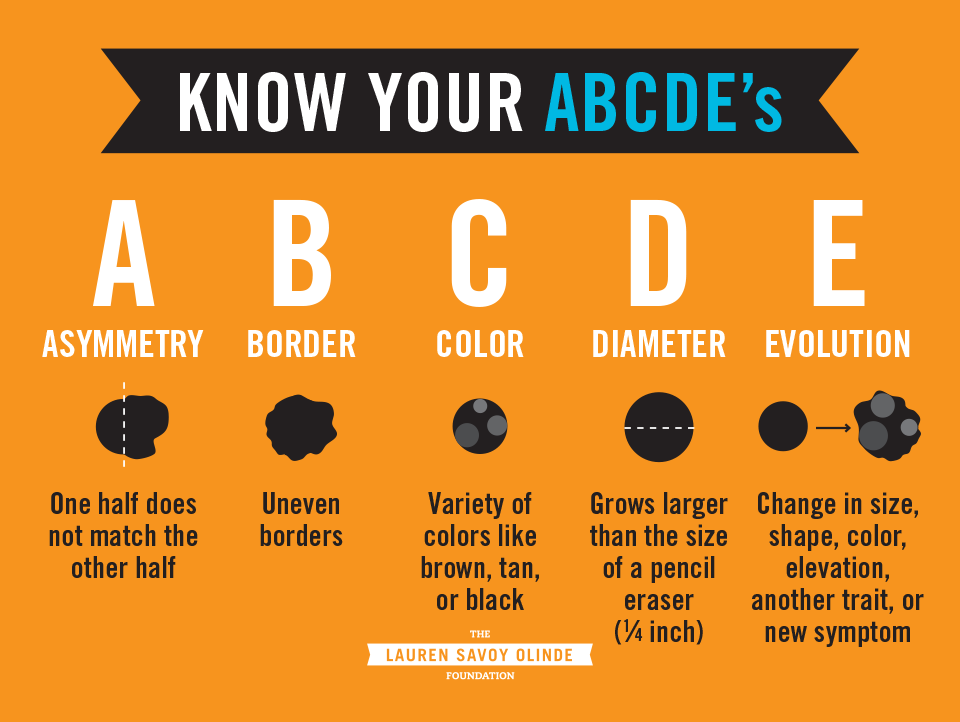 KNOW YOUR ABCDE's
A
ASYMMETRY
One half does
not match the
other half
B
BORDER
Uneven
borders
C
COLOR
Variety of
colors like
brown, tan,
or black
D
DIAMETER
Grows larger
than the size
of a pencil
eraser
(¼ inch)
E
EVOLUTION
Change in size,
shape, color,
elevation,
another trait, or
new symptom
THE
LAUREN SAVOY OLINDE
FOUNDATION